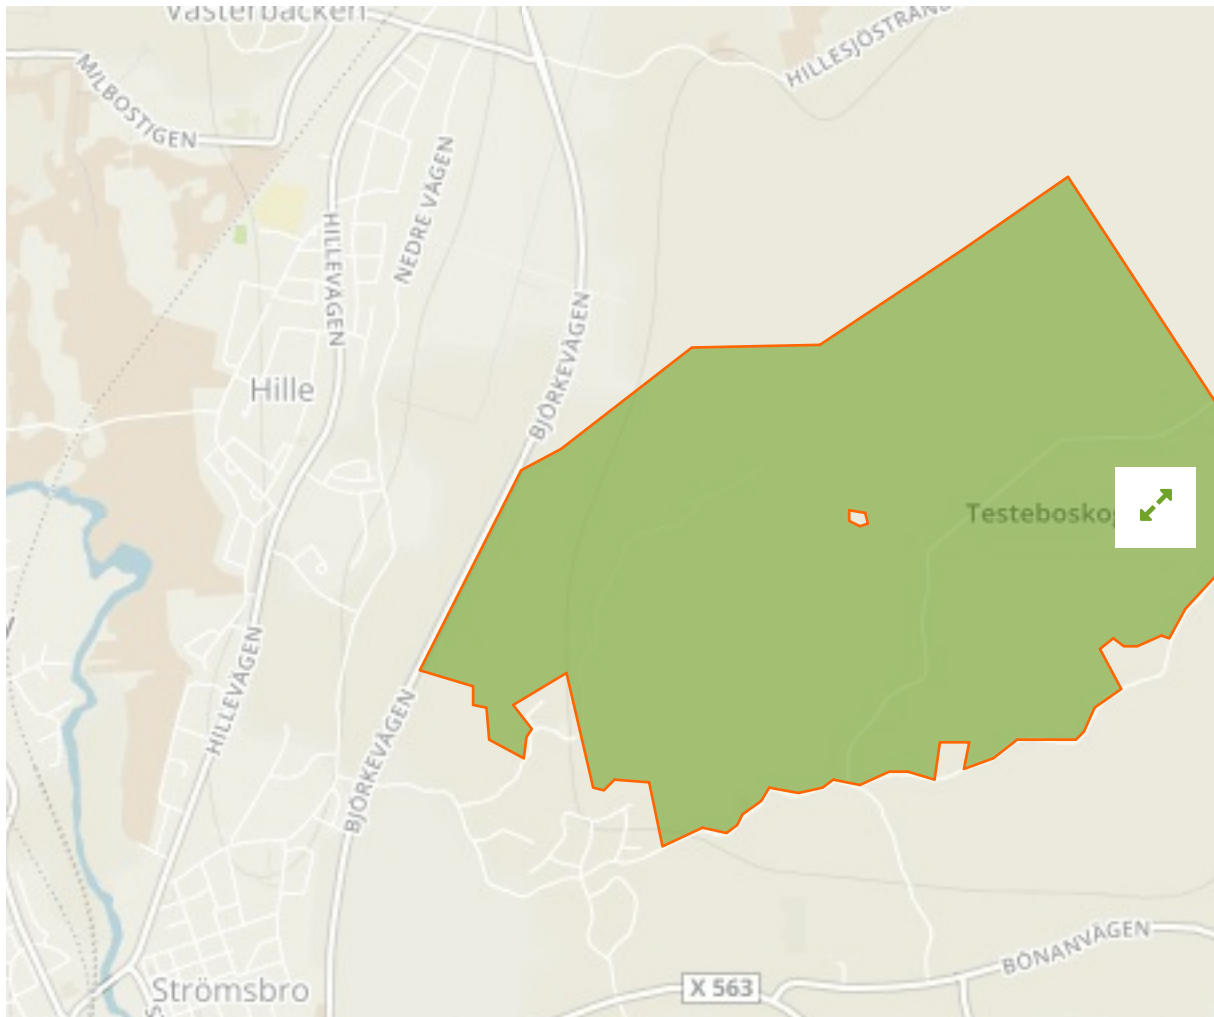 Västerbacken
HILLESJÖSTRAND
MILBOSTIGEN
NEDRE VÄGEN
HILLEVÄGEN
BJÖRKEVÄGEN
Hille
HILLEVÄGEN
BJÖRKEVÄGEN
BÖNANVÄGEN
X 563
Strömsbro